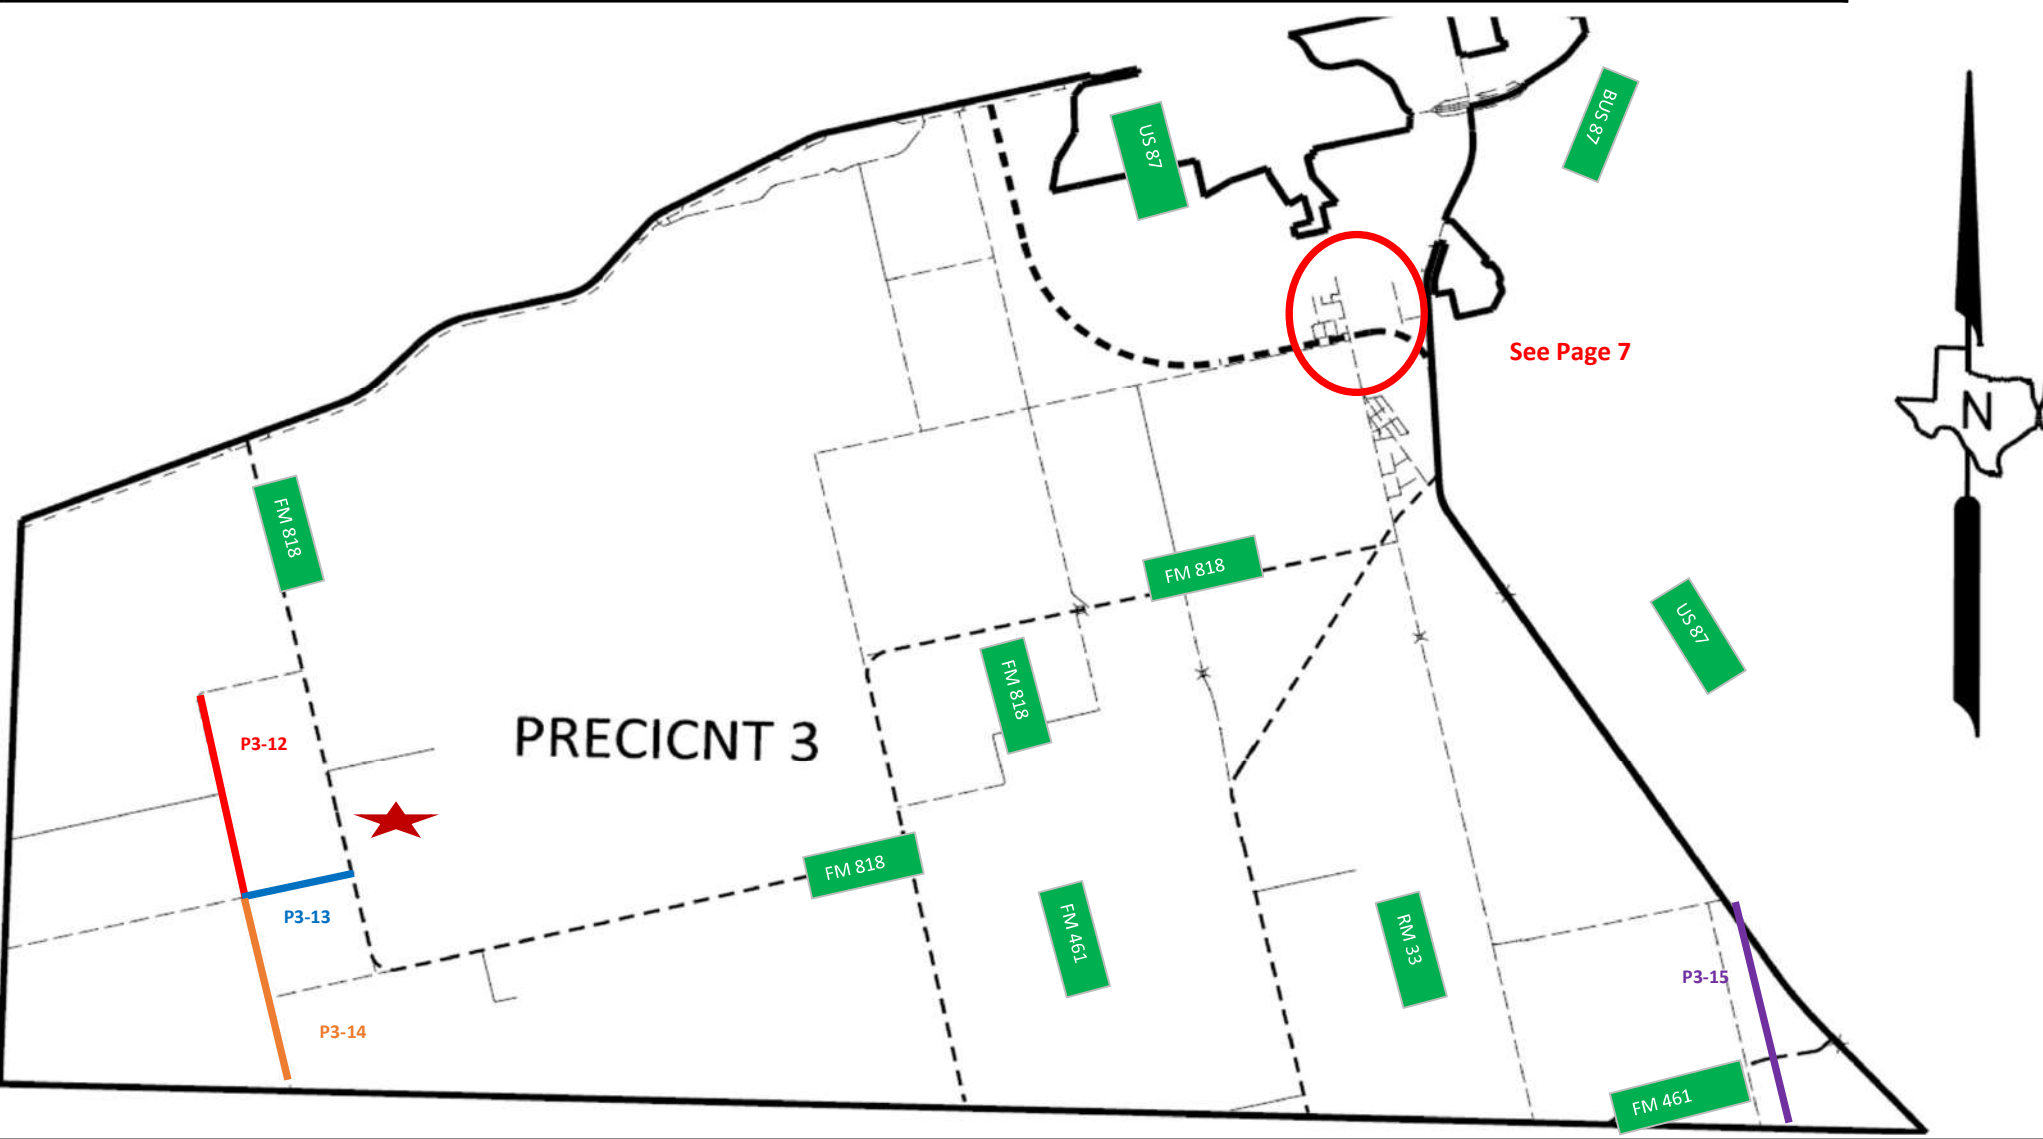 BUS 87
US 87
See Page 7
N
FM 818
FM 818
US 87
FM 818
P3-12
PRECICNT 3
FM 818
P3-13
FM 461
RM 33
P3-15
P3-14
FM 461